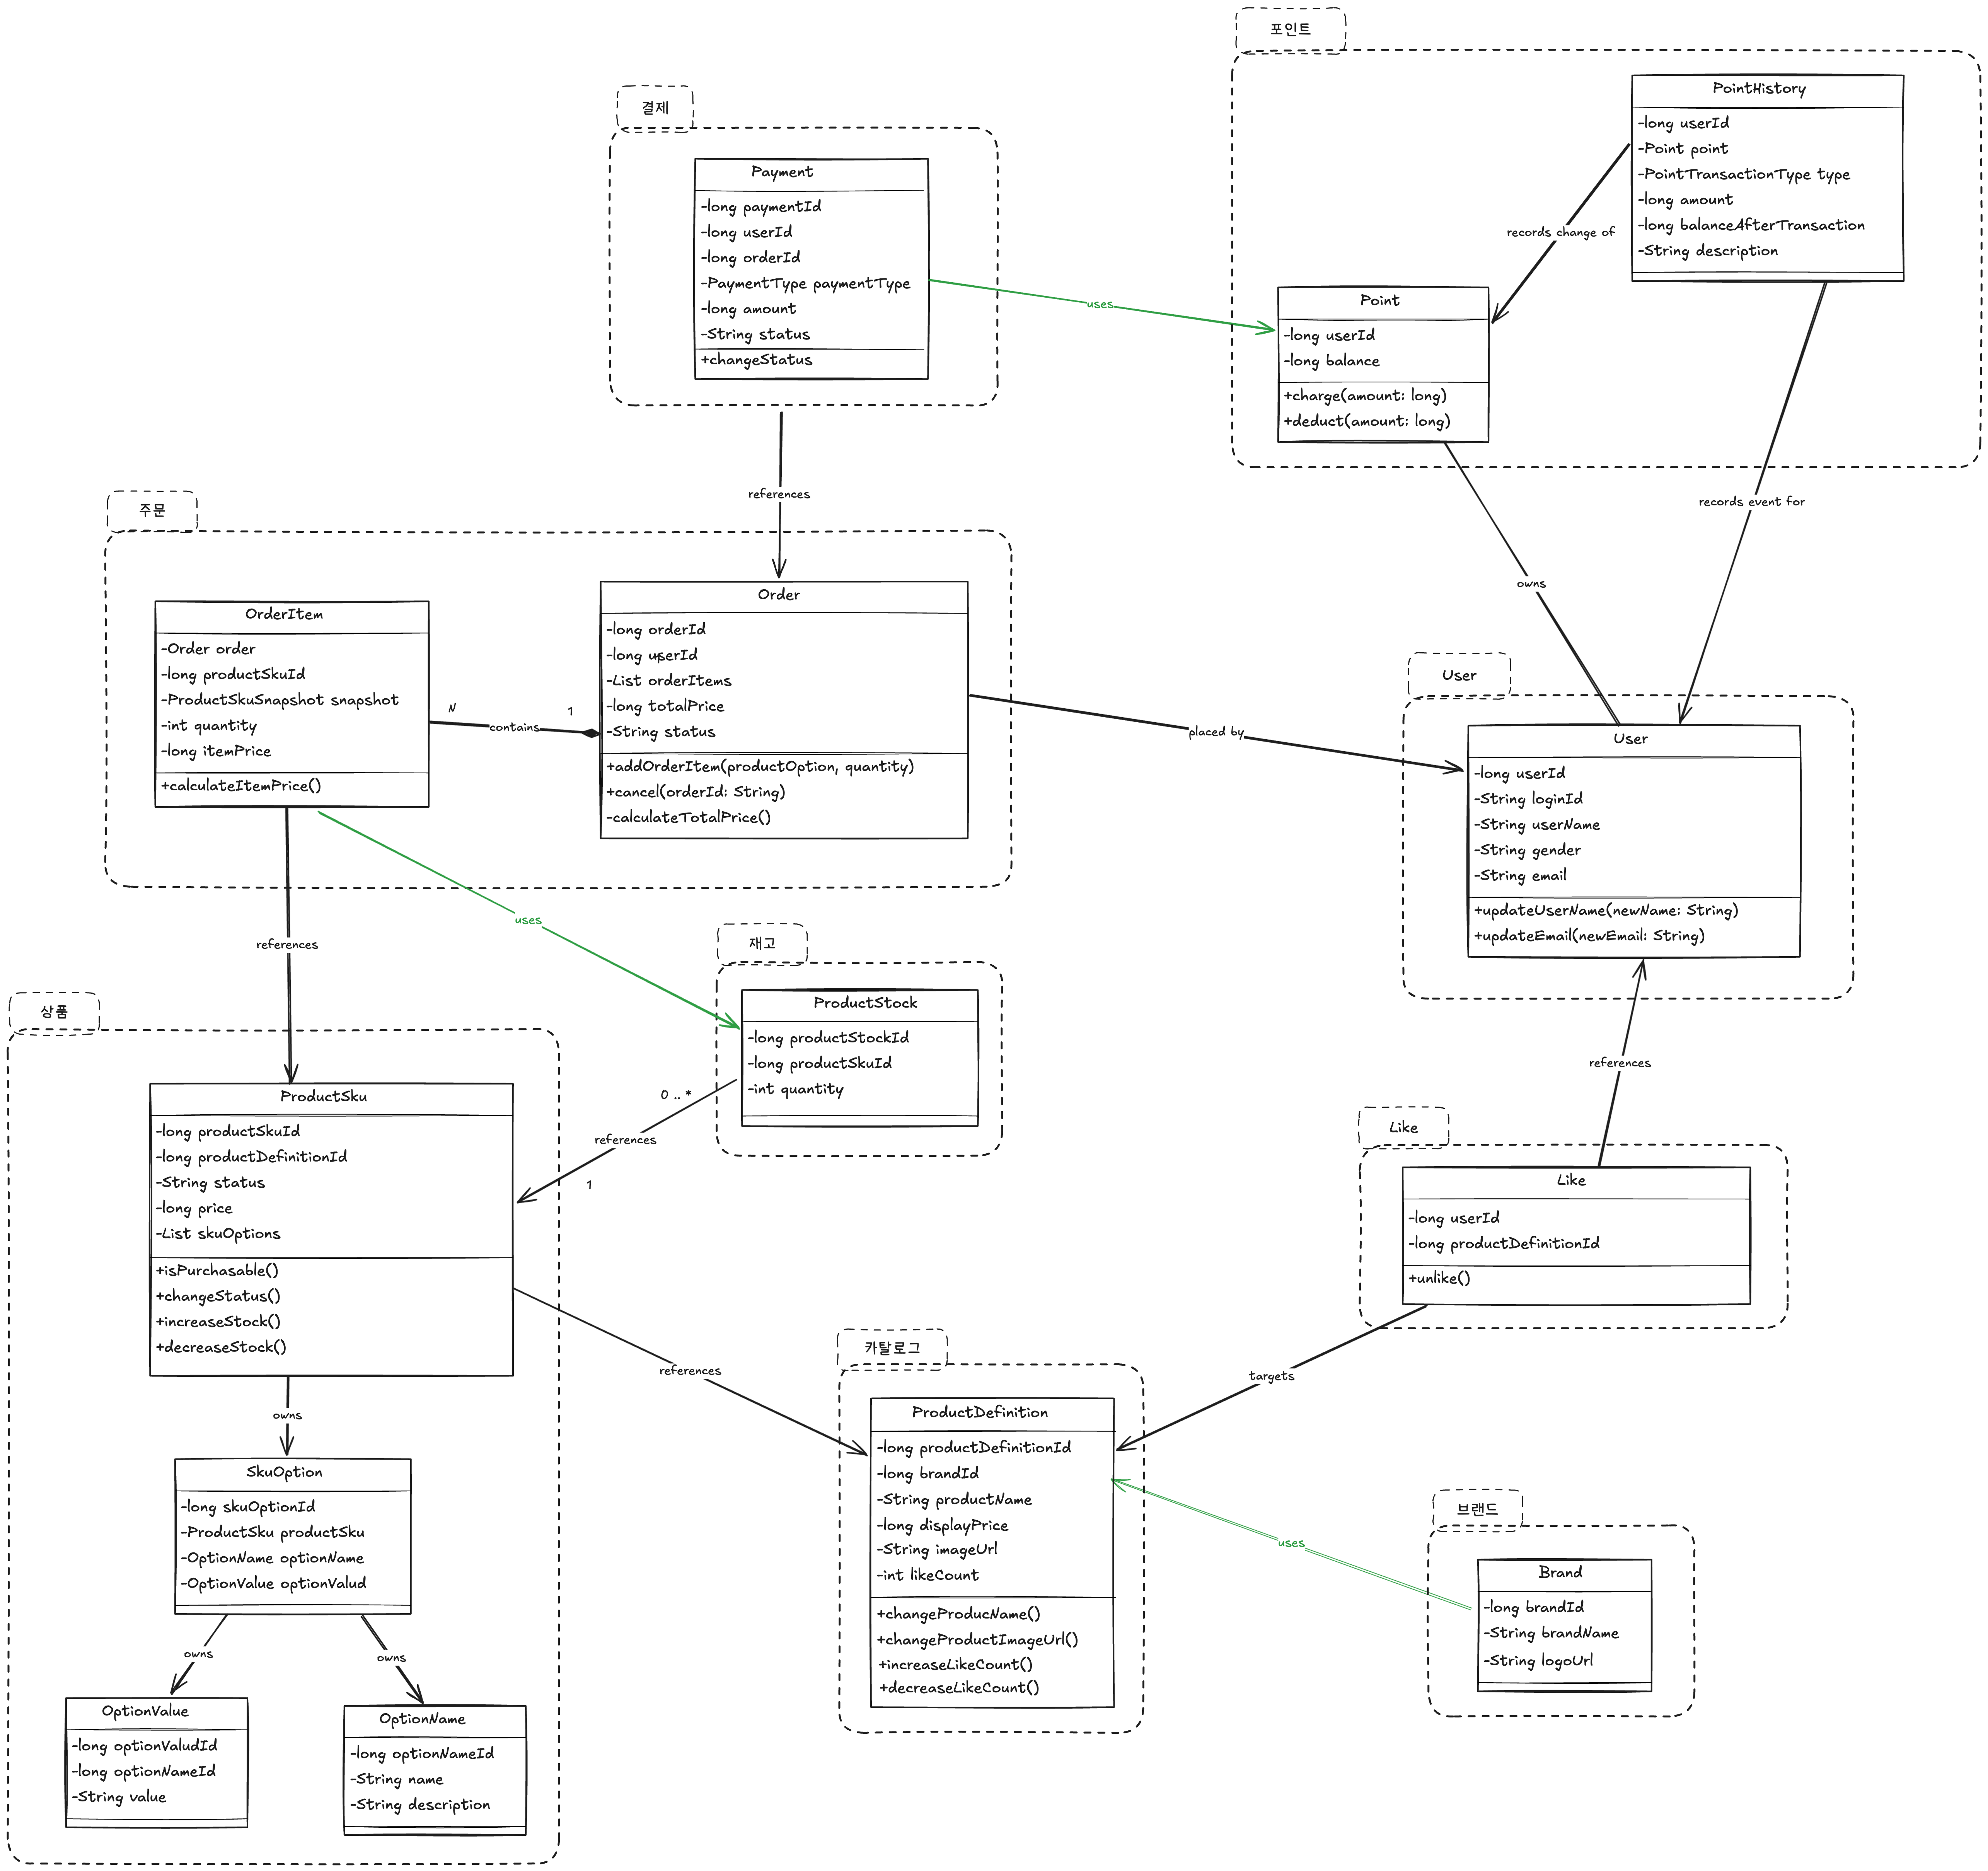 포인트
PointHistory
-long userId
-Point point
-PointTransactionType type
-long amount
-long balanceAfterTransaction
-String description
결제
Payment
-long paymentId
-long userId
-long orderId
-PaymentType paymentType
-long amount
-String status
+changeStatus
records change of
uses
Point
-long userId
-long balance
+charge(amount: long)
+deduct(amount: long)
references
records event for
owns
주문
OrderItem
-Order order
-long productSkuId
-ProductSkuSnapshot snapshot
-int quantity
-long itemPrice
+calculateItemPrice()
N
contains
1
Order
-long orderId
-long userId
-List orderItems
-long totalPrice
-String status
+addOrderItem(productOption, quantity)
+cancel(orderId: String)
-calculateTotalPrice()
placed by
User
User
-long userId
-String loginId
-String userName
-String gender
-String email
+updateUserName(newName: String)
+updateEmail(newEmail: String)
uses
references
재고
ProductStock
-long productStockId
-long productSkuId
-int quantity
0 .. *
references
1
references
상품
ProductSku
-long productSkuId
-long productDefinitionId
-String status
-long price
-List skuOptions
+isPurchasable()
+changeStatus()
+increaseStock()
+decreaseStock()
Like
Like
-long userId
-long productDefinitionId
+unlike()
references
targets
owns
카탈로그
ProductDefinition
-long productDefinitionId
-long brandId
-String productName
-long displayPrice
-String imageUrl
-int likeCount
+changeProducName()
+changeProductImageUrl()
+increaseLikeCount()
+decreaseLikeCount()
uses
브랜드
Brand
-long brandId
-String brandName
-String logoUrl
SkuOption
-long skuOptionId
-ProductSku productSku
-OptionName optionName
-OptionValue optionValud
owns
owns
OptionValue
-long optionValudId
-long optionNameId
-String value
OptionName
-long optionNameId
-String name
-String description